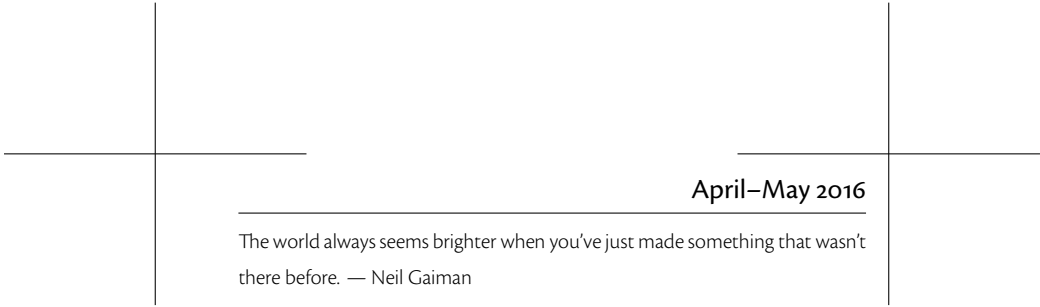 April–May 2016
The world always seems brighter when you’ve just made something that wasn’t
there before. — Neil Gaiman